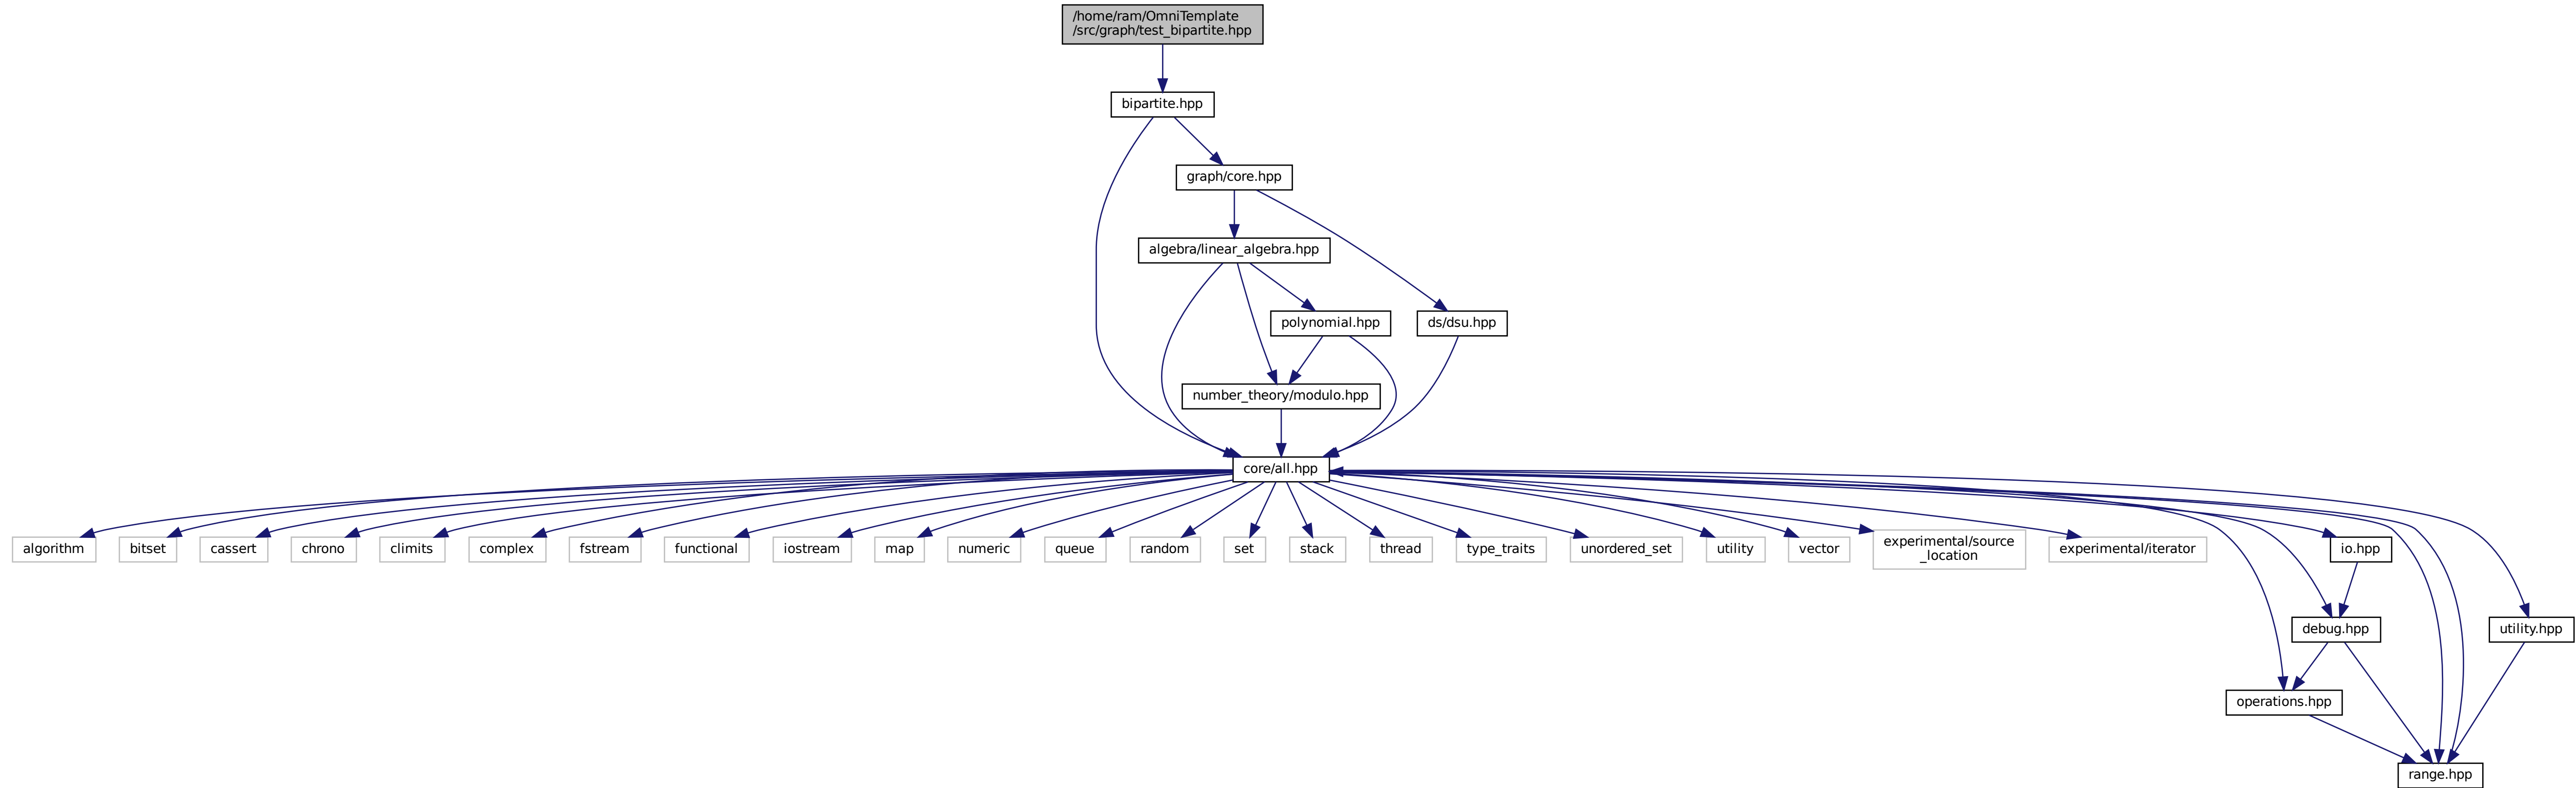 /home/ram/OmniTemplate
/src/graph/test_bipartite.hpp
bipartite.hpp
graph/core.hpp
algebra/linear_algebra.hpp
polynomial.hpp
ds/dsu.hpp
number_theory/modulo.hpp
core/all.hpp
algorithm
bitset
cassert
chrono
climits
complex
fstream
functional
iostream
map
numeric
queue
random
set
stack
thread
type_traits
unordered_set
utility
vector
experimental/source
_location
experimental/iterator
io.hpp
debug.hpp
utility.hpp
operations.hpp
range.hpp